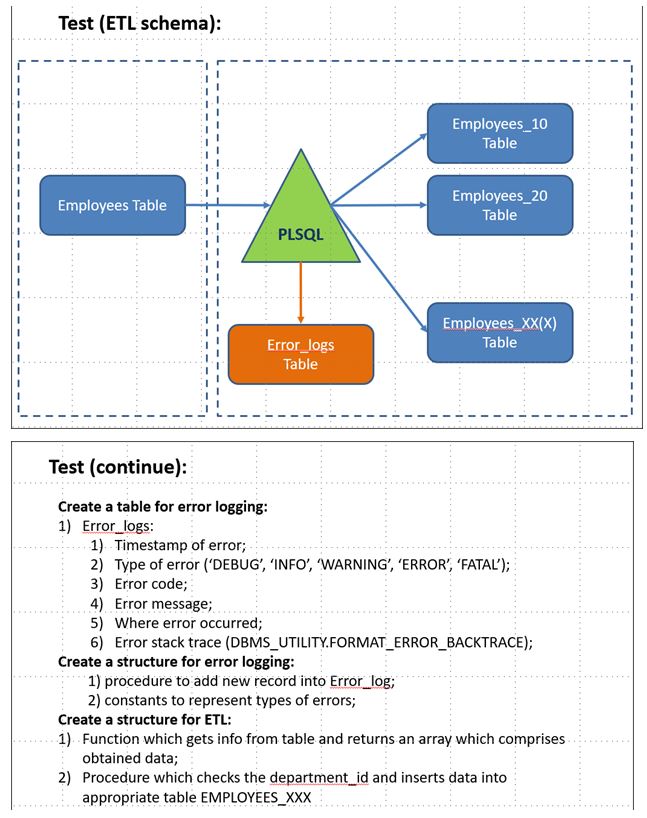 Test (ETL schema):
Employees_10
Table
Employees Table
Employees_20
Table
PLSQL
Employees_XX(X)
Table
Error_logs
Table
Test (continue):
Create a table for error logging:
1) Error_logs:
1) Timestamp of error;
2) Type of error (‘DEBUG’, ‘INFO’, ‘WARNING’, ‘ERROR’, ‘FATAL’);
3) Error code;
4) Error message;
5) Where error occurred;
6) Error stack trace (DBMS_UTILITY.FORMAT_ERROR_BACKTRACE);
Create a structure for error logging:
1) procedure to add new record into Error_log;
2) constants to represent types of errors;
Create a structure for ETL:
1) Function which gets info from table and returns an array which comprises
obtained data;
2) Procedure which checks the department_id and inserts data into
appropriate table EMPLOYEES_XXX